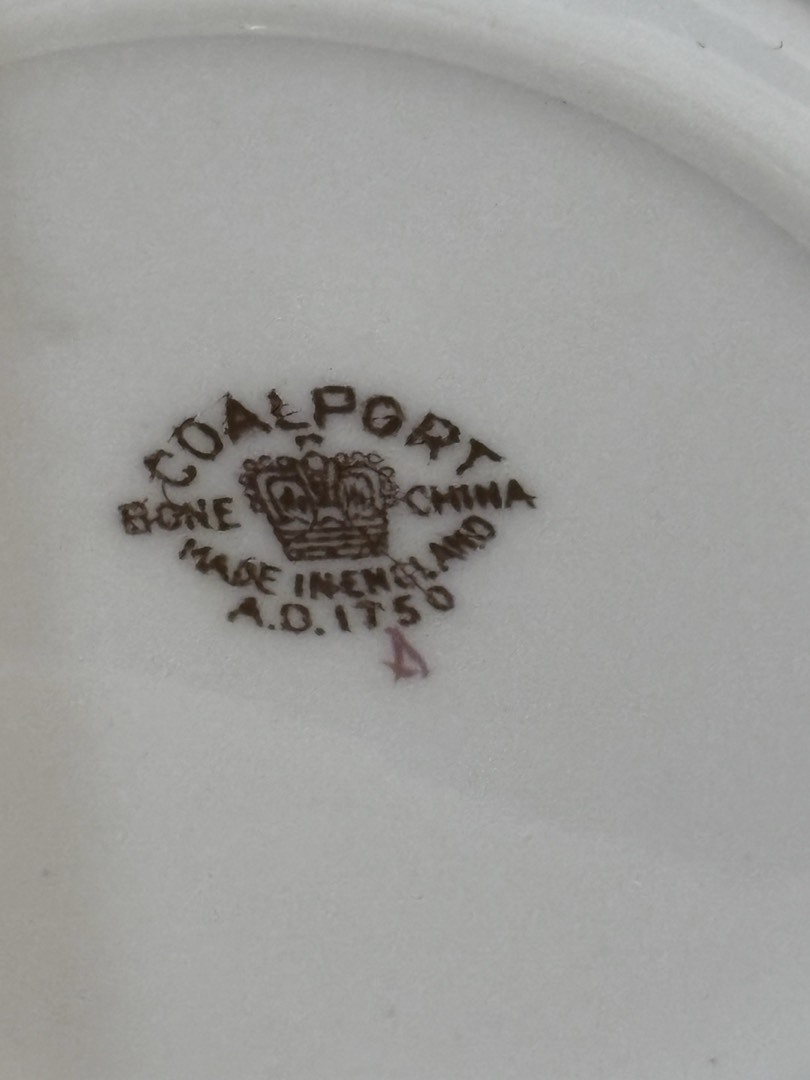 COALPORT
BONE CHINA
MADE IN ENGLAND
A.D. 1750
A